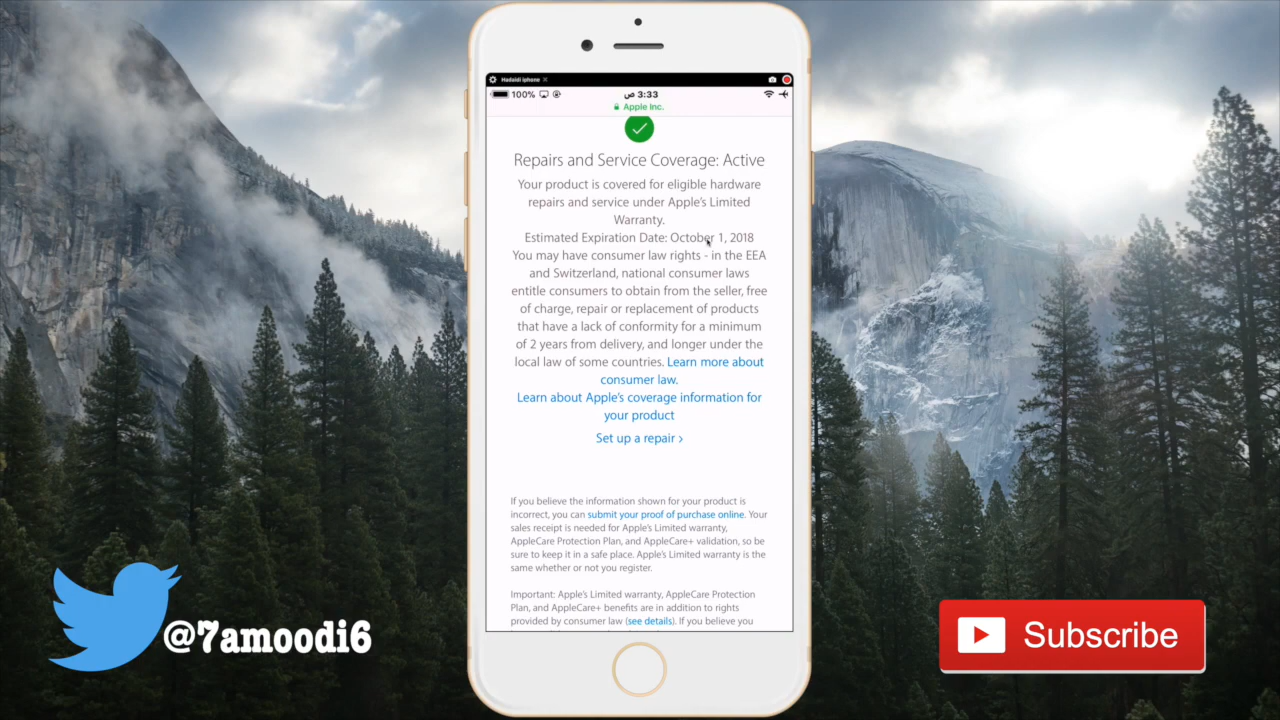 Hadaidi iphone
100%
3:33 ص
Apple Inc.
Repairs and Service Coverage: Active
Your product is covered for eligible hardware
repairs and service under Apple's Limited
Warranty.
Estimated Expiration Date: October 1, 2018
You may have consumer law rights - in the EEA
and Switzerland, national consumer laws
entitle consumers to obtain from the seller, free
of charge, repair or replacement of products
that have a lack of conformity for a minimum
of 2 years from delivery, and longer under the
local law of some countries. Learn more about
consumer law.
Learn about Apple's coverage information for
your product
Set up a repair >
If you believe the information shown for your product is
incorrect, you can submit your proof of purchase online. Your
sales receipt is needed for Apple's Limited warranty,
AppleCare Protection Plan, and AppleCare+ validation, so be
sure to keep it in a safe place. Apple's Limited warranty is the
same whether or not you register.
Important: Apple's Limited warranty, AppleCare Protection
Plan, and AppleCare+ benefits are in addition to rights
provided by consumer law (see details). If you believe you
@7amoodi6
Subscribe